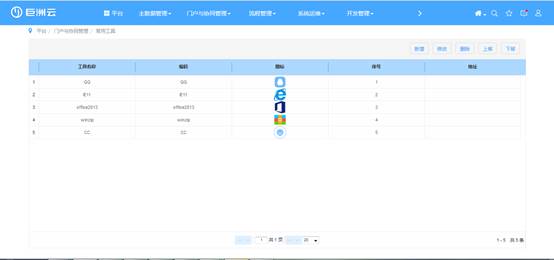 巨洲云 平台 主数据管理 门户与协同管理 流程管理 系统运维 开发管理
平台 / 门户与协同管理 / 常用工具
新增 修改 删除 上移 下移
工具名称 编码 图标 序号 地址
1 QQ QQ 1
2 IE11 IE11 2
3 office2013 office2013 3
4 winzip winzip 4
5 CC CC 5
1 共 1 页 20 1 - 5 共 5 条